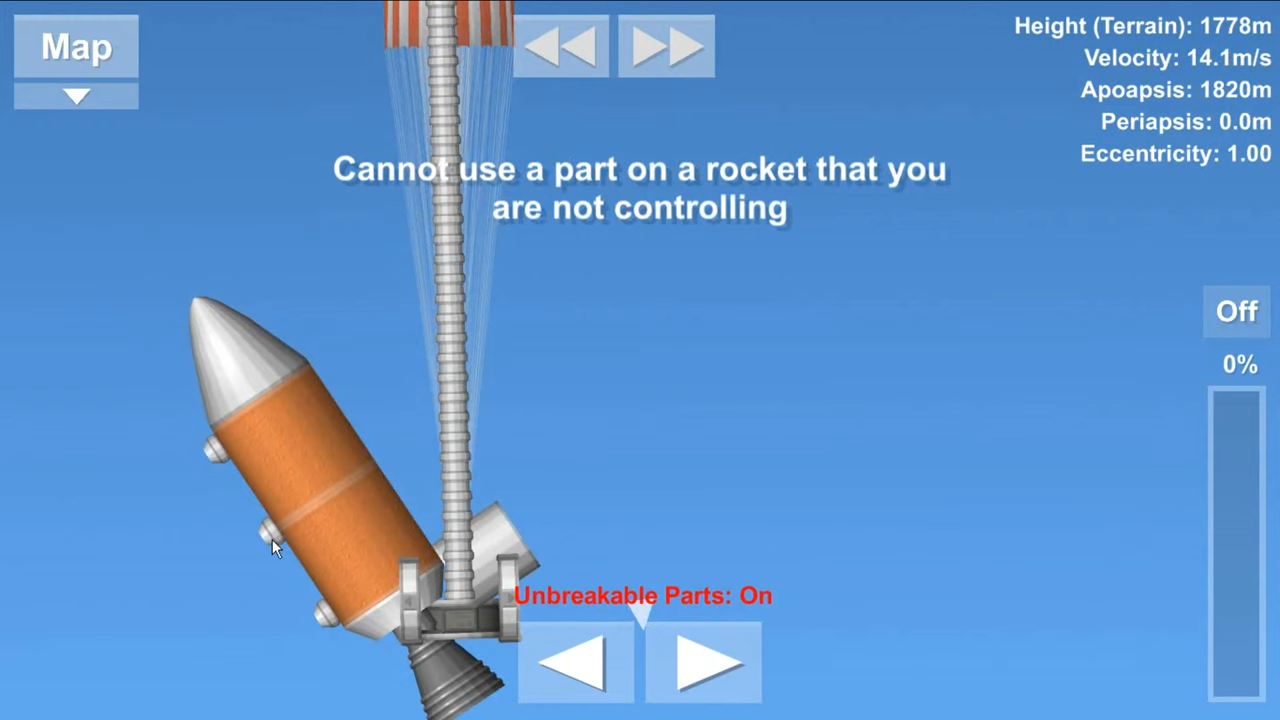 Map
Height (Terrain): 1778m
Velocity: 14.1m/s
Apoapsis: 1820m
Periapsis: 0.0m
Eccentricity: 1.00
Cannot use a part on a rocket that you
are not controlling
Off
0%
Unbreakable Parts: On